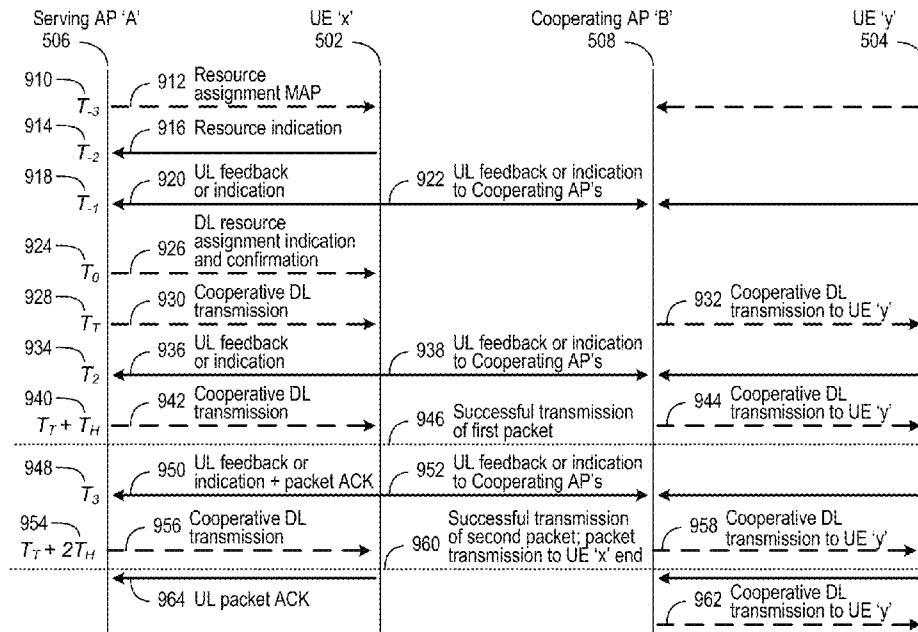 Serving AP ‘A’
506
UE ‘x’
502
Cooperating AP ‘B’
508
UE ‘y’
504
910
T-3
912 Resource
assignment MAP
914
T-2
916 Resource indication
918
T-1
920 UL feedback
or indication
922 UL feedback or indication
to Cooperating AP's
924
T0
926 DL resource
assignment indication
and confirmation
928
TT
930 Cooperative DL
transmission
932 Cooperative DL
transmission to UE ‘y’
934
T2
936 UL feedback
or indication
938 UL feedback or indication
to Cooperating AP's
940
TT + TH
942 Cooperative DL
transmission
946 Successful transmission
of first packet
944 Cooperative DL
transmission to UE ‘y’
948
T3
950 UL feedback or
indication + packet ACK
952 UL feedback or indication
to Cooperating AP's
954
TT + 2TH
956 Cooperative DL
transmission
960 Successful transmission
of second packet; packet
transmission to UE ‘x’ end
958 Cooperative DL
transmission to UE ‘y’
964 UL packet ACK
962 Cooperative DL
transmission to UE ‘y’